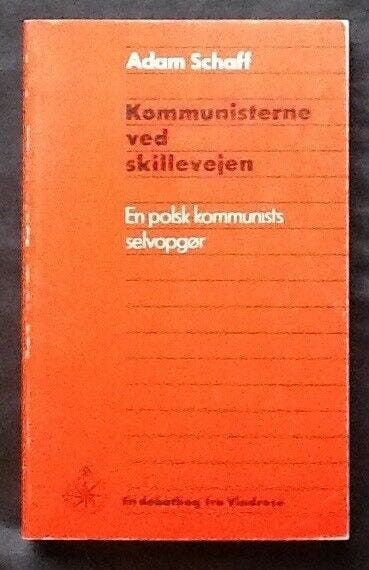 Adam Schaff
Kommunisterne
ved
skillevejen
En polsk kommunists
selvopgør
En debatbog fra Vindrose